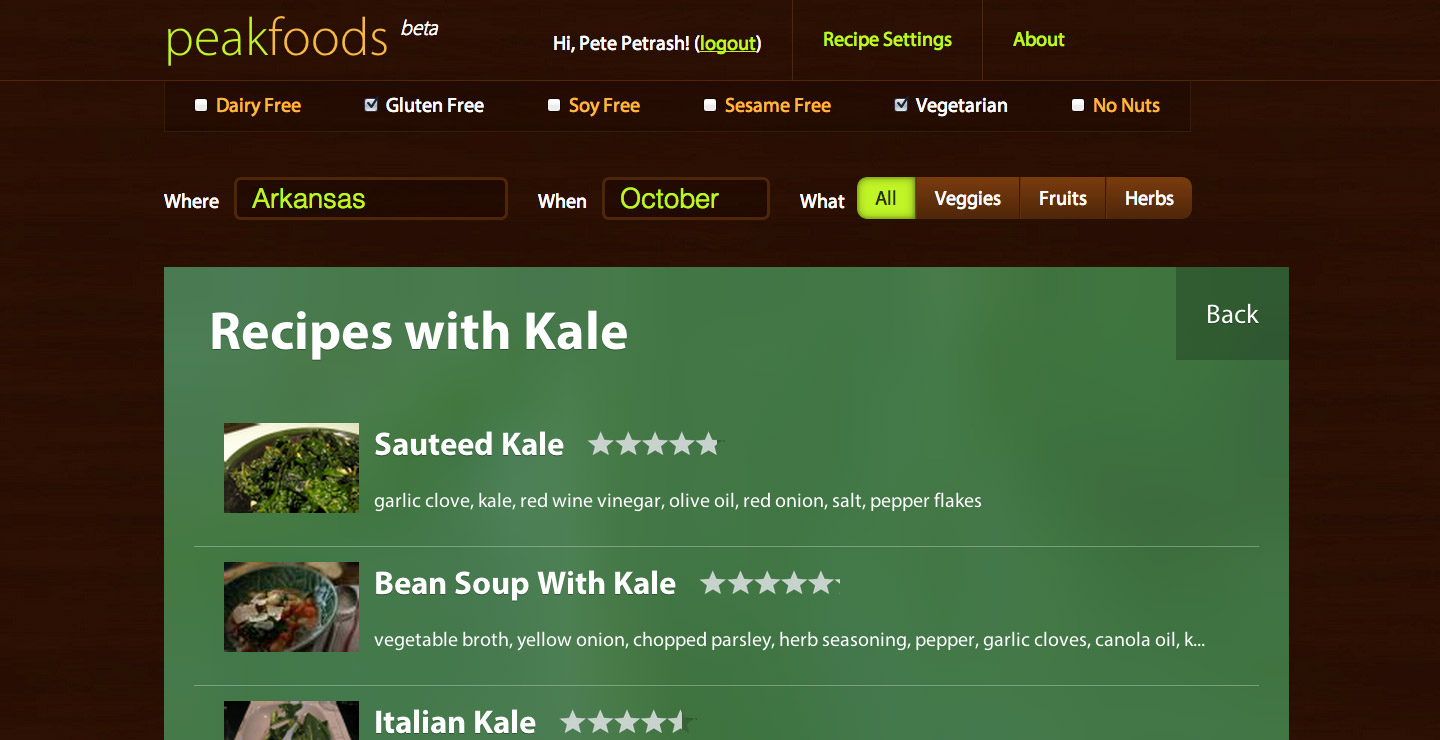 peakfoods beta
Hi, Pete Petrash! (logout)
Recipe Settings
About
Dairy Free
Gluten Free
Soy Free
Sesame Free
Vegetarian
No Nuts
Where Arkansas
When October
What All Veggies Fruits Herbs
Recipes with Kale
Back
Sauteed Kale
garlic clove, kale, red wine vinegar, olive oil, red onion, salt, pepper flakes
Bean Soup With Kale
vegetable broth, yellow onion, chopped parsley, herb seasoning, pepper, garlic cloves, canola oil, k...
Italian Kale